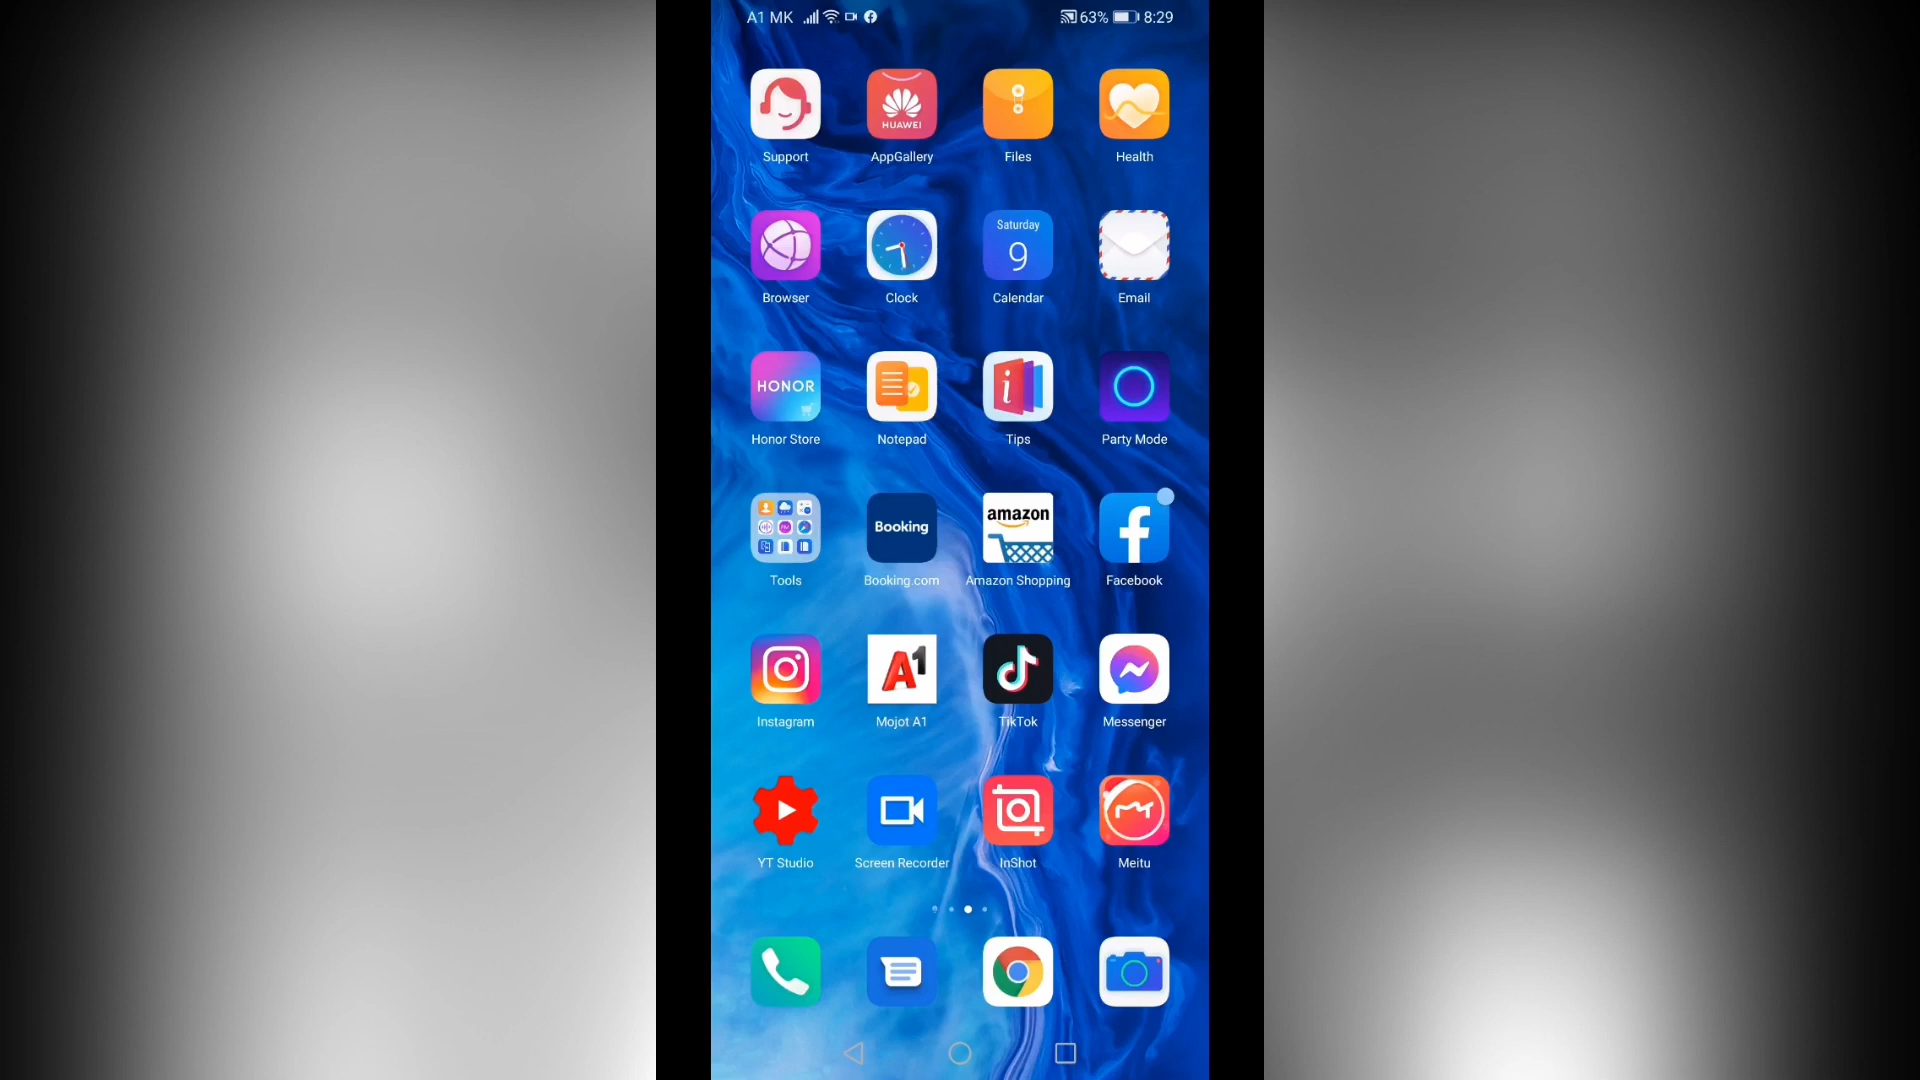 A1 MK 63% 8:29
HUAWEI
Support AppGallery Files Health
Saturday
9
Browser Clock Calendar Email
HONOR
i
Honor Store Notepad Tips Party Mode
Booking amazon
Tools Booking.com Amazon Shopping Facebook
A1
Instagram Mojot A1 TikTok Messenger
YT Studio Screen Recorder InShot Meitu